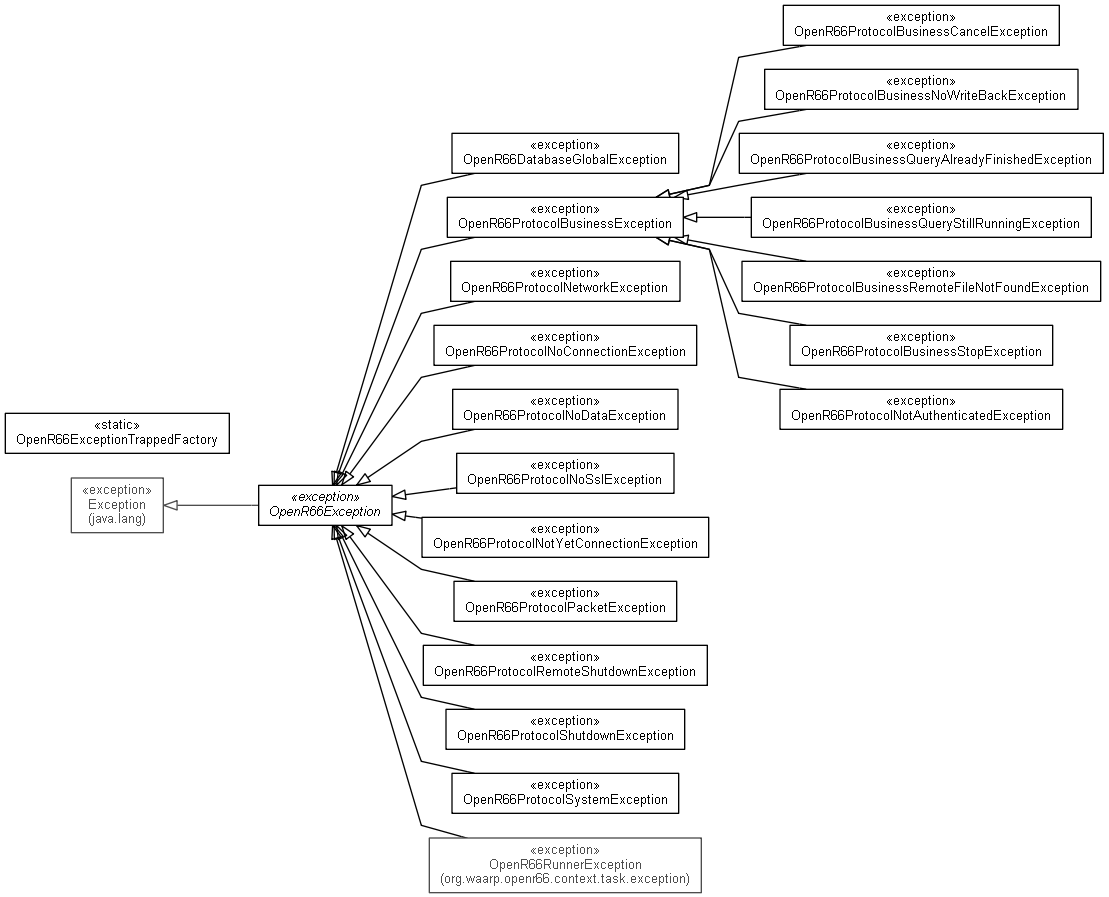 «exception»
OpenR66ProtocolBusinessCancelException
«exception»
OpenR66ProtocolBusinessNoWriteBackException
«exception»
OpenR66DatabaseGlobalException
«exception»
OpenR66ProtocolBusinessQueryAlreadyFinishedException
«exception»
OpenR66ProtocolBusinessException
«exception»
OpenR66ProtocolBusinessQueryStillRunningException
«exception»
OpenR66ProtocolNetworkException
«exception»
OpenR66ProtocolBusinessRemoteFileNotFoundException
«exception»
OpenR66ProtocolNoConnectionException
«exception»
OpenR66ProtocolBusinessStopException
«exception»
OpenR66ProtocolNoDataException
«exception»
OpenR66ProtocolNotAuthenticatedException
«static»
OpenR66ExceptionTrappedFactory
«exception»
OpenR66ProtocolNoSslException
«exception»
Exception
(java.lang)
«exception»
OpenR66Exception
«exception»
OpenR66ProtocolNotYetConnectionException
«exception»
OpenR66ProtocolPacketException
«exception»
OpenR66ProtocolRemoteShutdownException
«exception»
OpenR66ProtocolShutdownException
«exception»
OpenR66ProtocolSystemException
«exception»
OpenR66RunnerException
(org.waarp.openr66.context.task.exception)